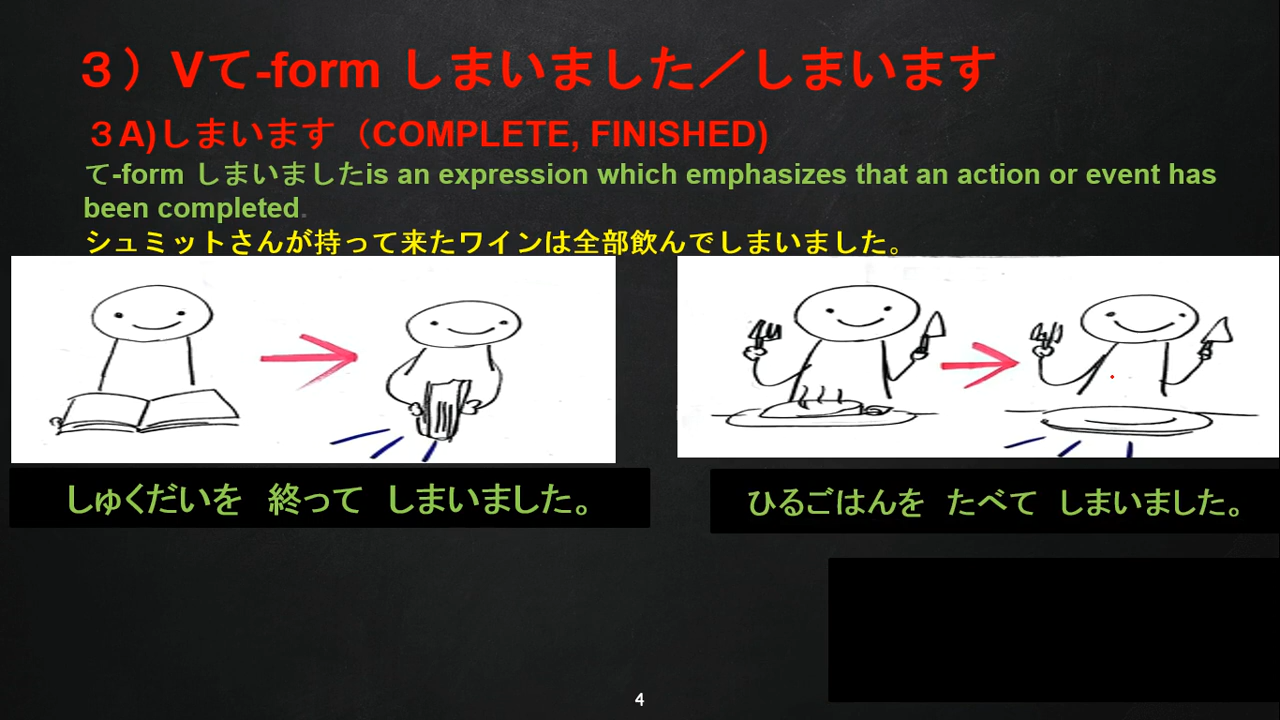 ３）Vて-form しまいました／しまいます
３A)しまいます（COMPLETE, FINISHED)
て-form しまいましたis an expression which emphasizes that an action or event has
been completed.
シュミットさんが持って来たワインは全部飲んでしまいました。
しゅくだいを　終って　しまいました。
ひるごはんを　たべて　しまいました。
4